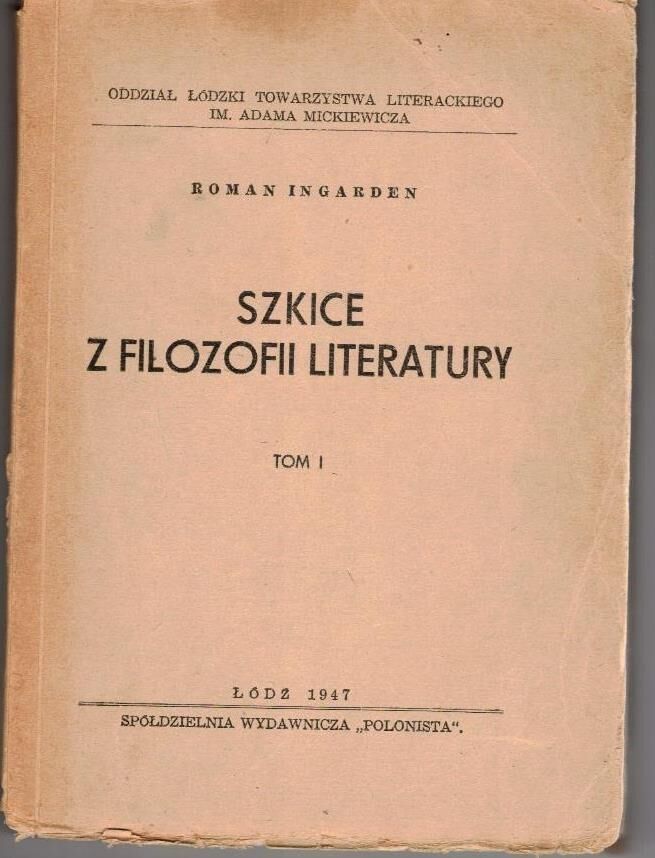 ODDZIAŁ ŁÓDZKI TOWARZYSTWA LITERACKIEGO
IM. ADAMA MICKIEWICZA
ROMAN INGARDEN
SZKICE
Z FILOZOFII LITERATURY
TOM I
ŁÓDŹ 1947
SPÓŁDZIELNIA WYDAWNICZA „POLONISTA“.